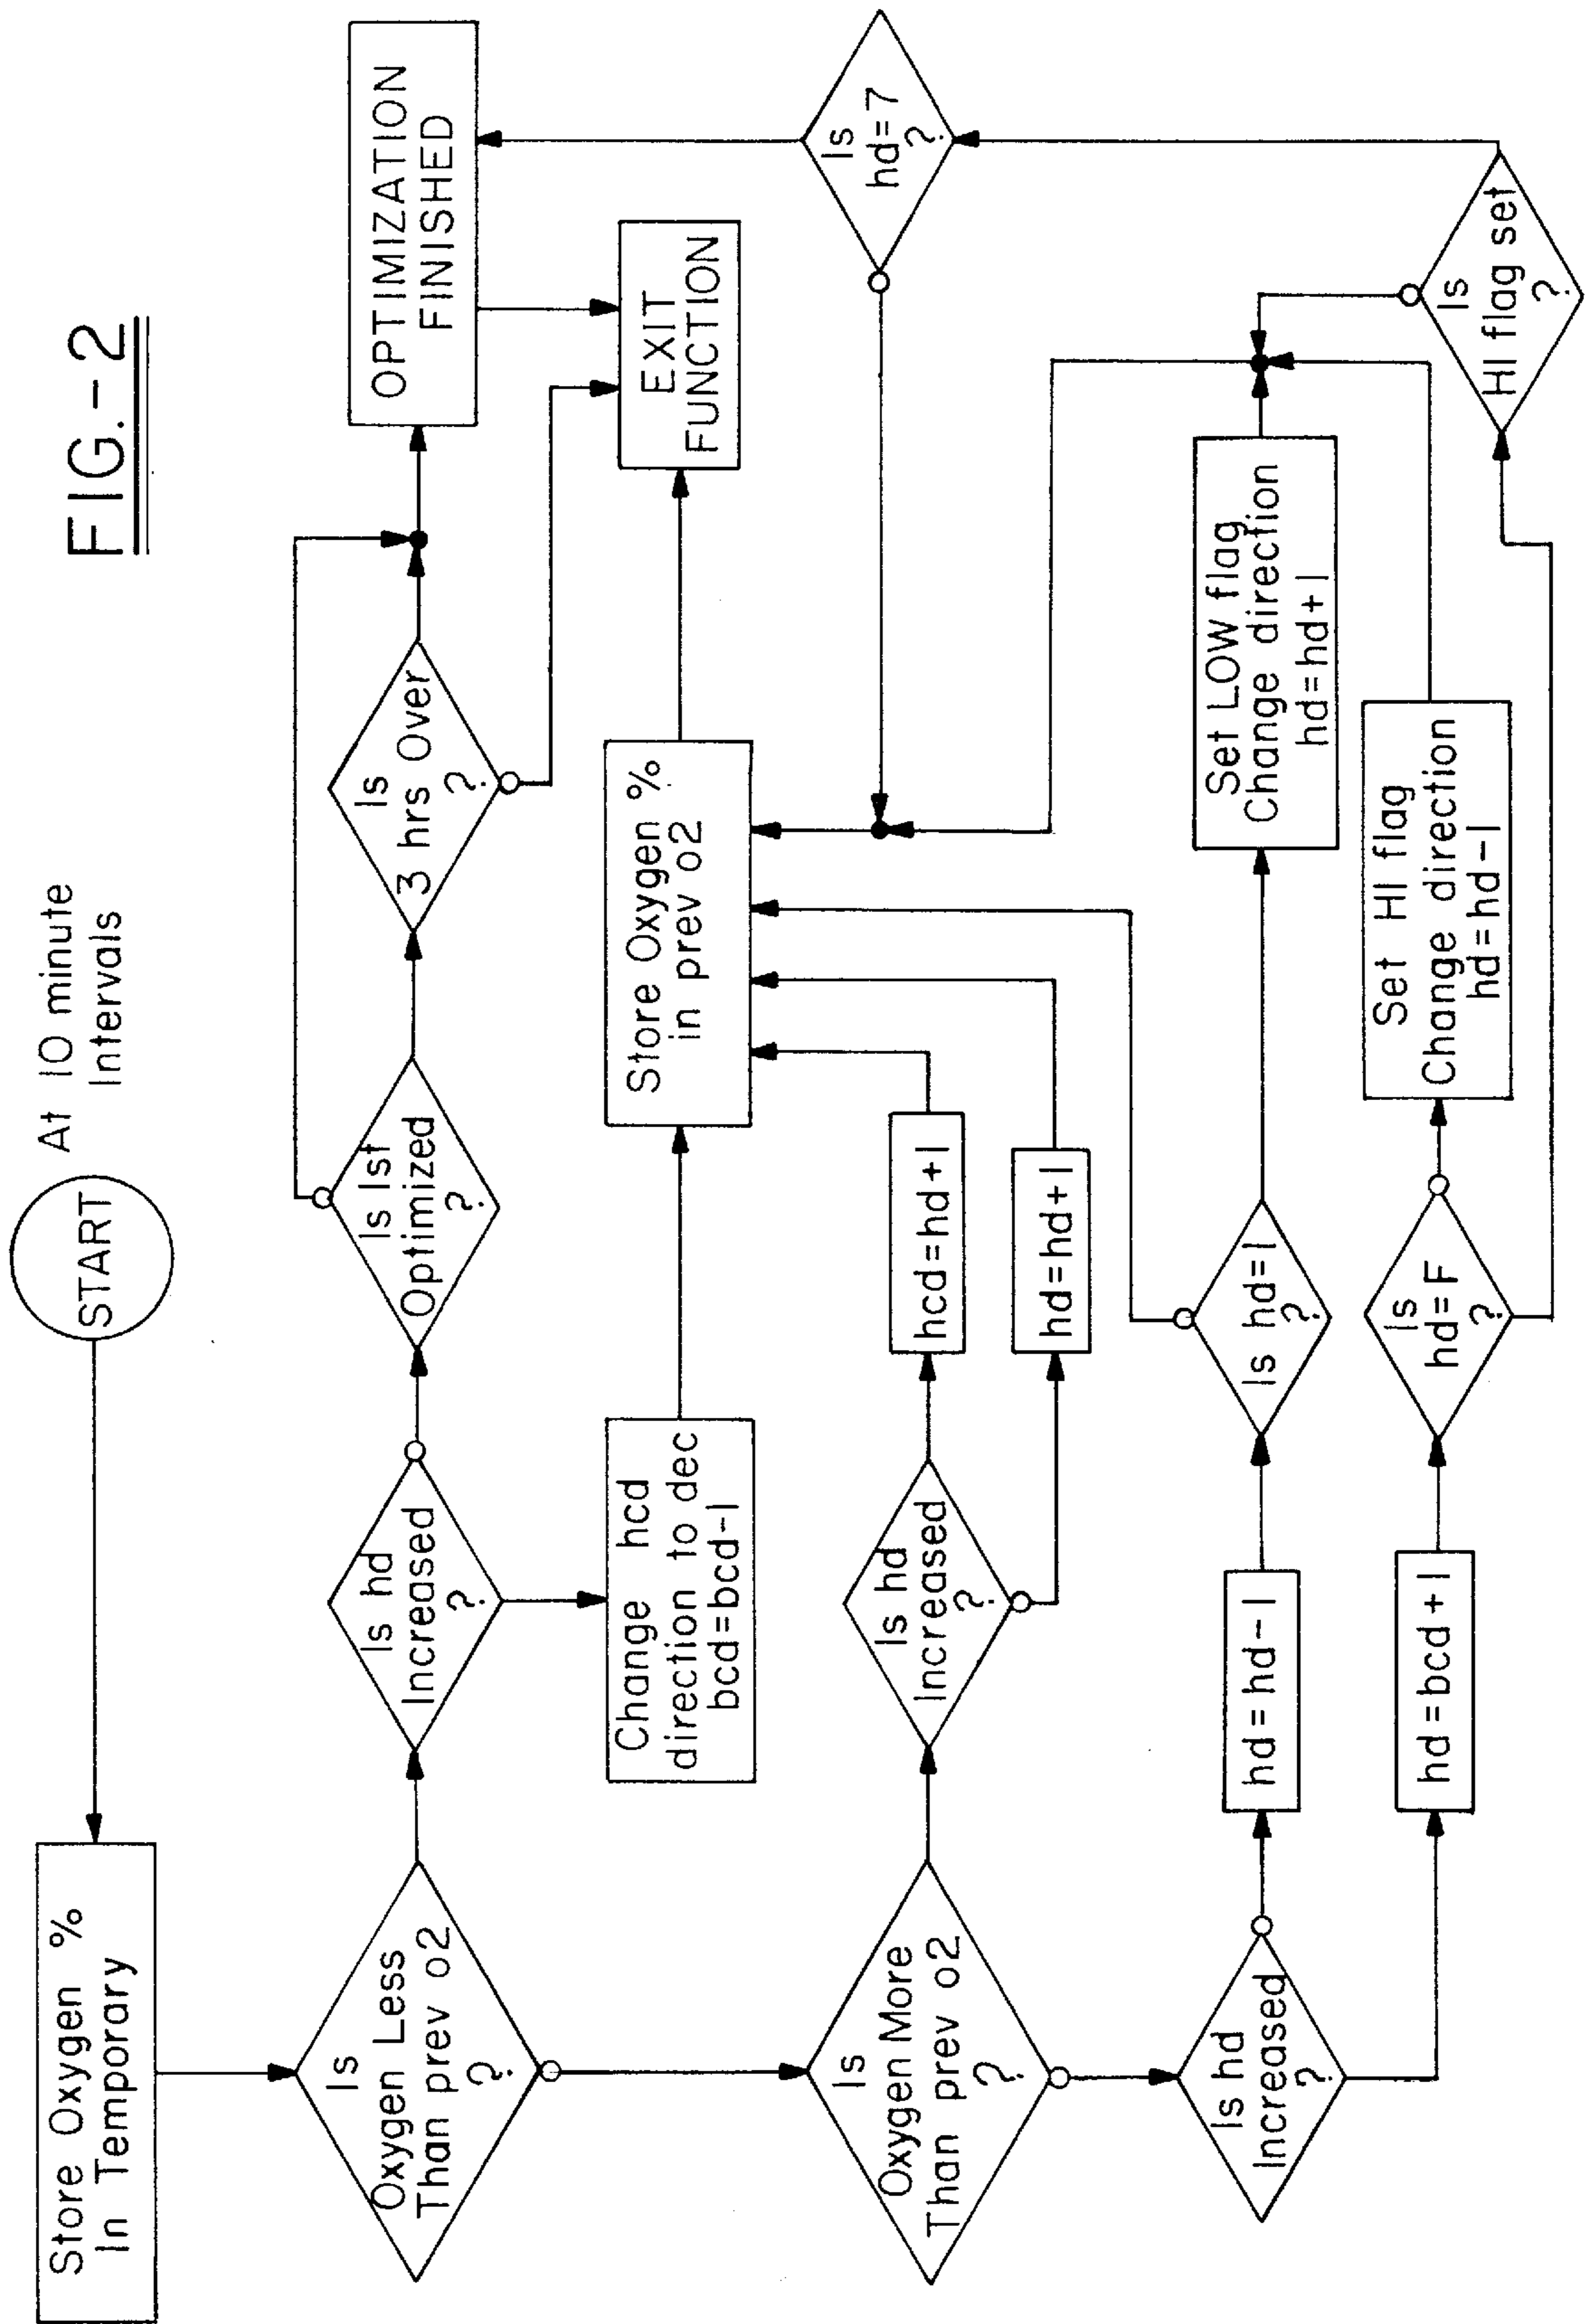 FIG.-2
At 10 minute
Intervals
START
Store Oxygen %
In Temporary
Is
Oxygen Less
Than prev o2
?
Is hd
Increased
?
Is Ist
Optimized
?
Is
3 hrs Over
?
OPTIMIZATION
FINISHED
Change hcd
direction to dec
bcd=bcd-1
Store Oxygen %
in prev o2
EXIT
FUNCTION
Is
Oxygen More
Than prev o2
?
Is hd
Increased
?
hcd=hd+1
hd=hd+1
Is
hd=7
?
Is hd
Increased
?
hd=hd-1
Is hd=1
?
Set LOW flag
Change direction
hd=hd+1
hd=bcd+1
Is
hd=F
?
Set HI flag
Change direction
hd=hd-1
Is
HI flag set
?